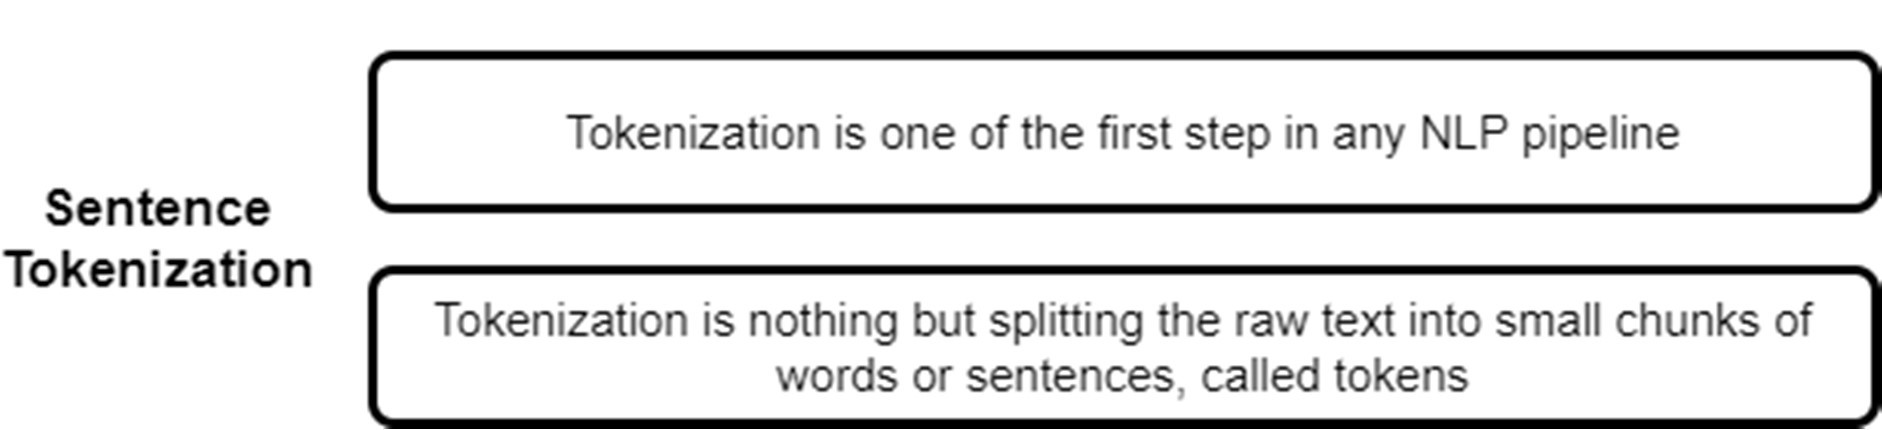 Sentence
Tokenization
Tokenization is one of the first step in any NLP pipeline
Tokenization is nothing but splitting the raw text into small chunks of
words or sentences, called tokens